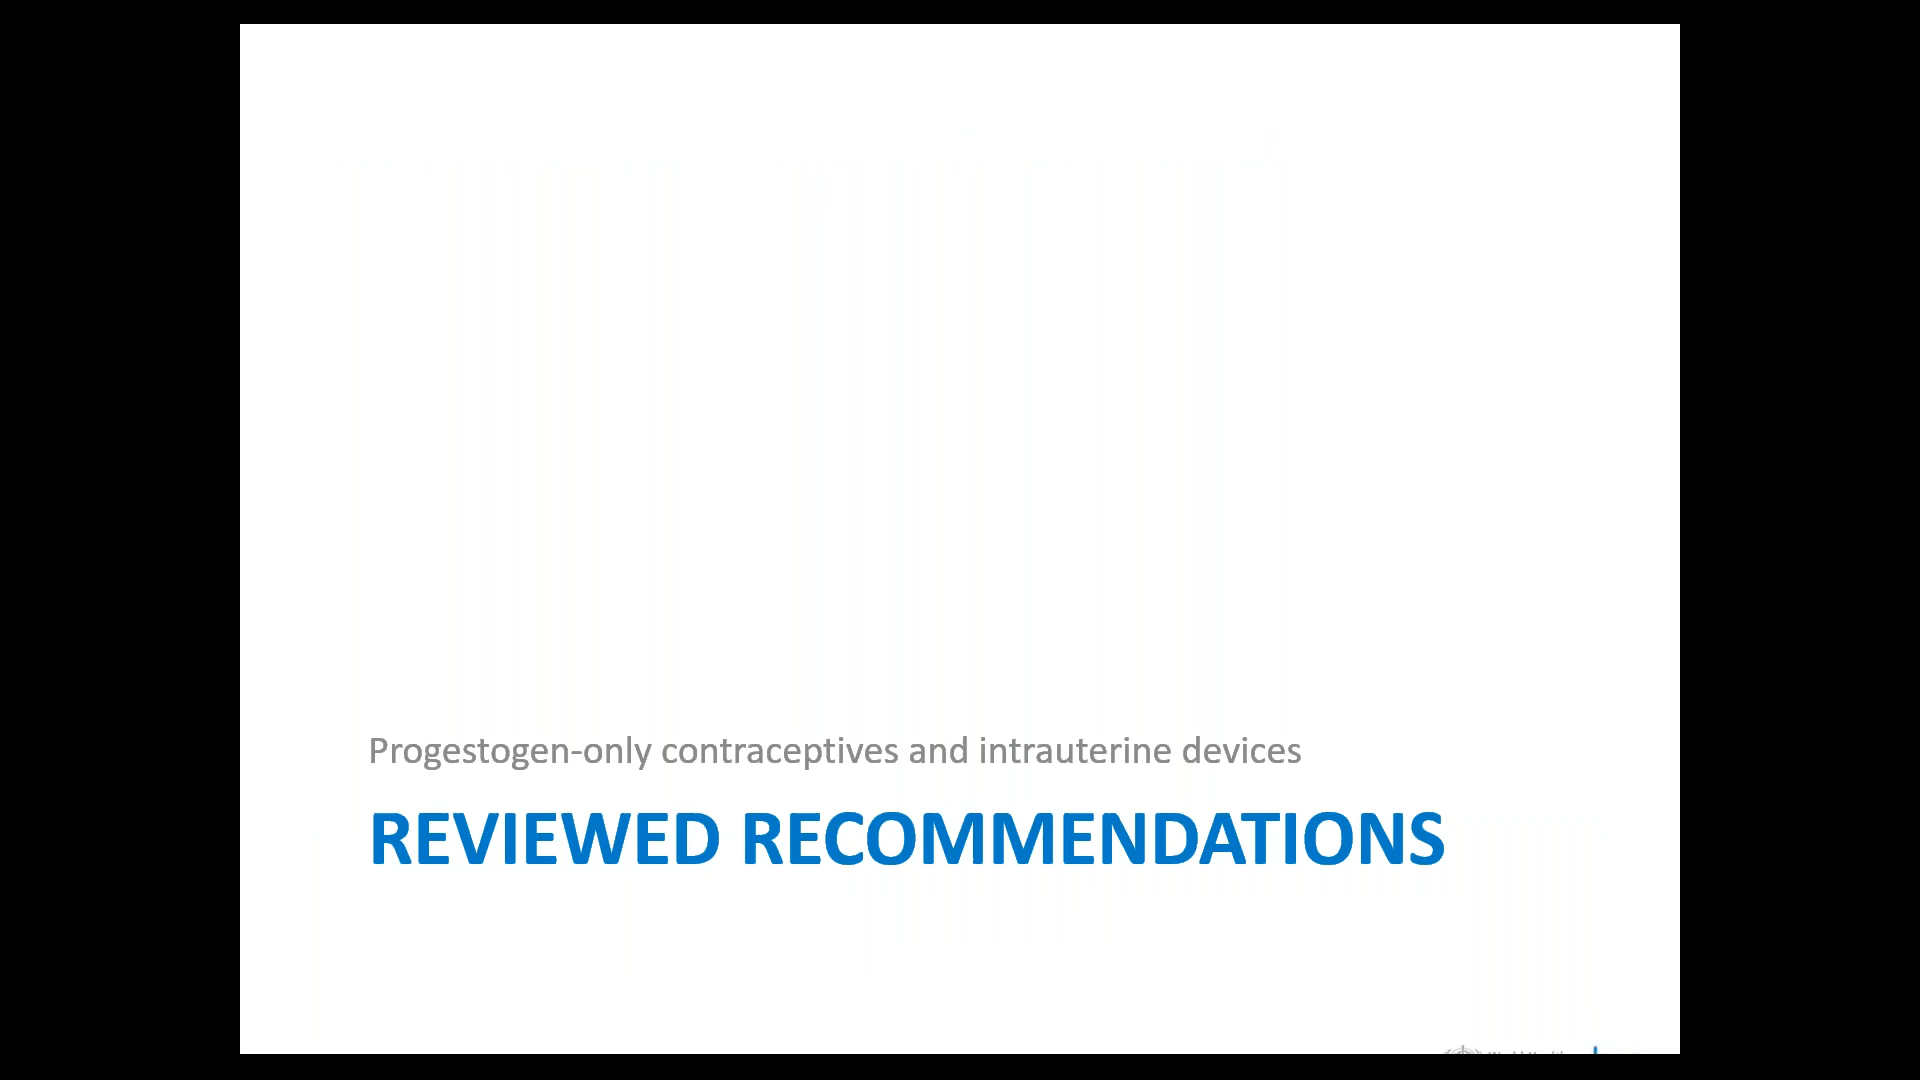 Progestogen-only contraceptives and intrauterine devices
REVIEWED RECOMMENDATIONS